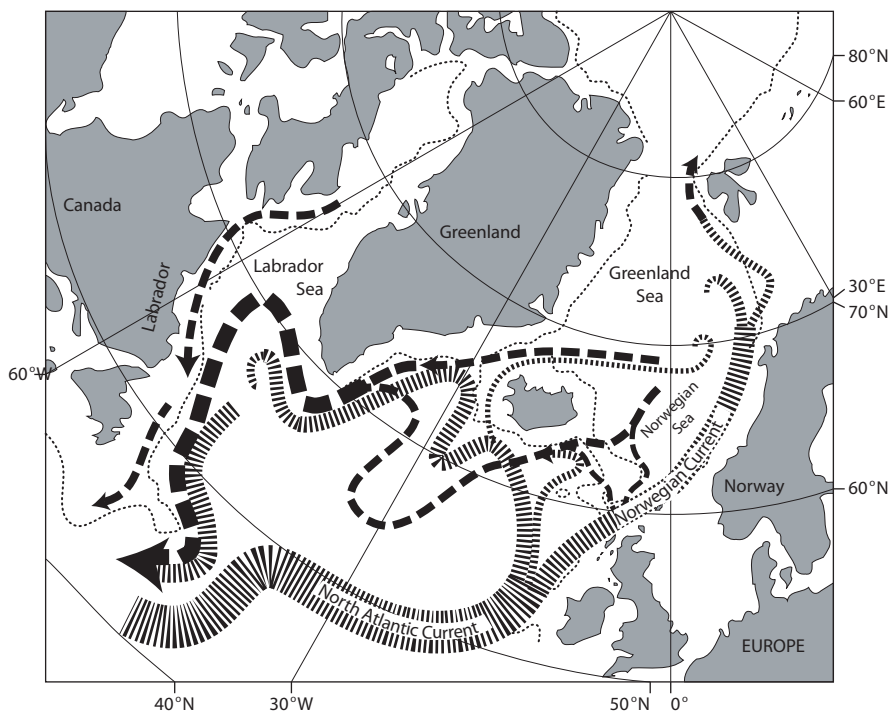 80°N
60°E
Canada
Greenland
Labrador
Sea
Labrador
Greenland
Sea
30°E
70°N
60°W
Norwegian
Sea
Norwegian Current
Norway
60°N
North Atlantic Current
EUROPE
40°N
30°W
50°N
0°